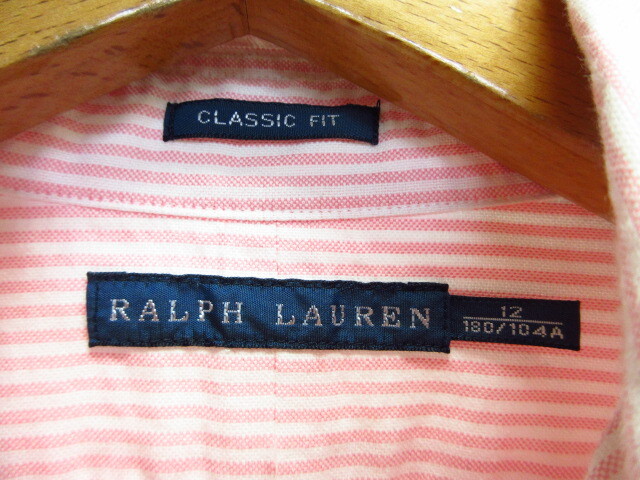 CLASSIC FIT
RALPH LAUREN
12
180/104A